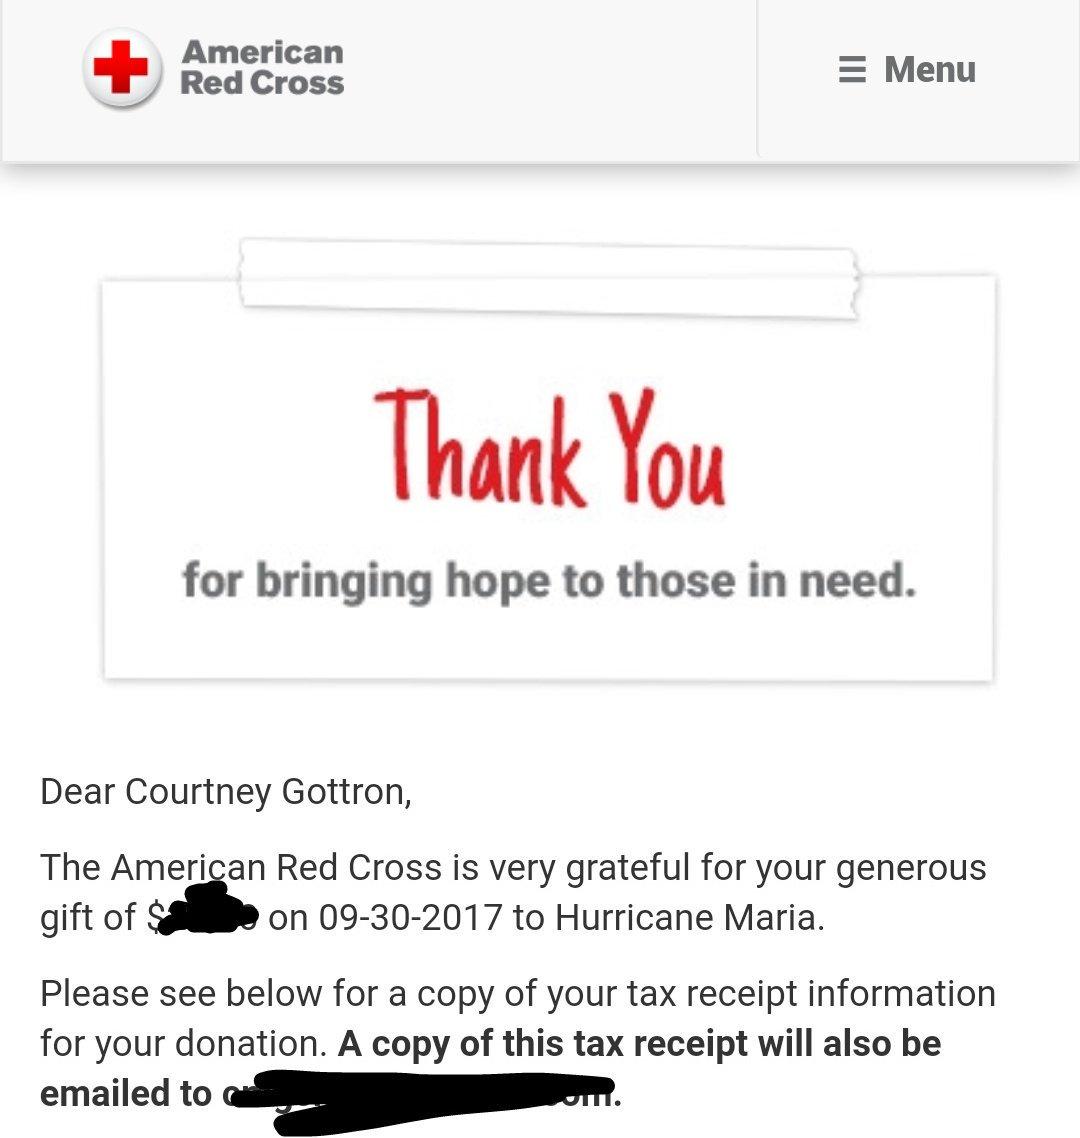 American
Red Cross
☰ Menu
Thank You
for bringing hope to those in need.
Dear Courtney Gottron,
The American Red Cross is very grateful for your generous
gift of $ on 09-30-2017 to Hurricane Maria.
Please see below for a copy of your tax receipt information
for your donation. A copy of this tax receipt will also be
emailed to .